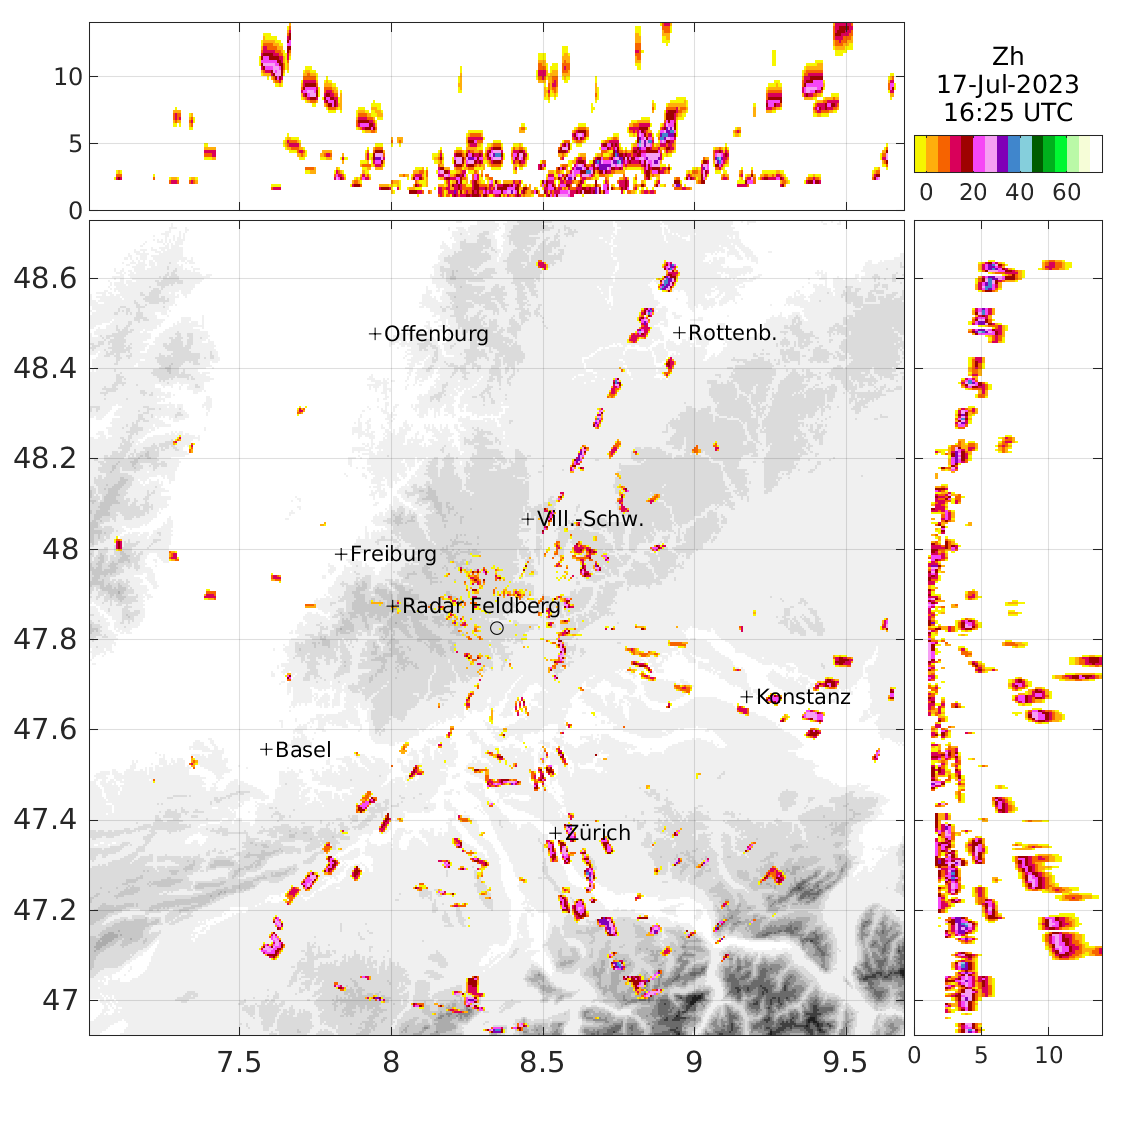 10
5
0
Zh
17-Jul-2023
16:25 UTC
0 20 40 60
48.6
48.4
48.2
48
47.8
47.6
47.4
47.2
47
+Offenburg
+Rottenb.
+Vill.-Schw.
+Freiburg
+Radar Feldberg
+Konstanz
+Basel
+Zürich
7.5 8 8.5 9 9.5
0 5 10